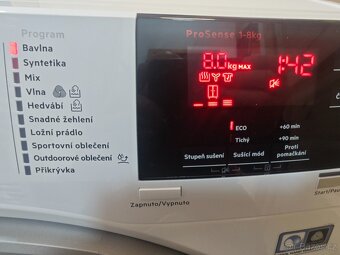 Program
ProSense 1-8kg
Bavlna
Syntetika
Mix
Vlna
Hedvábí
Snadné žehlení
Ložní prádlo
Sportovní oblečení
Outdoorové oblečení
Přikrývka
8.0 kg MAX
1:42
ECO
+60 min
Tichý
+90 min
Stupeň sušení
Sušicí mód
Proti pomačkání
Zapnuto/Vypnuto
Start/Pau